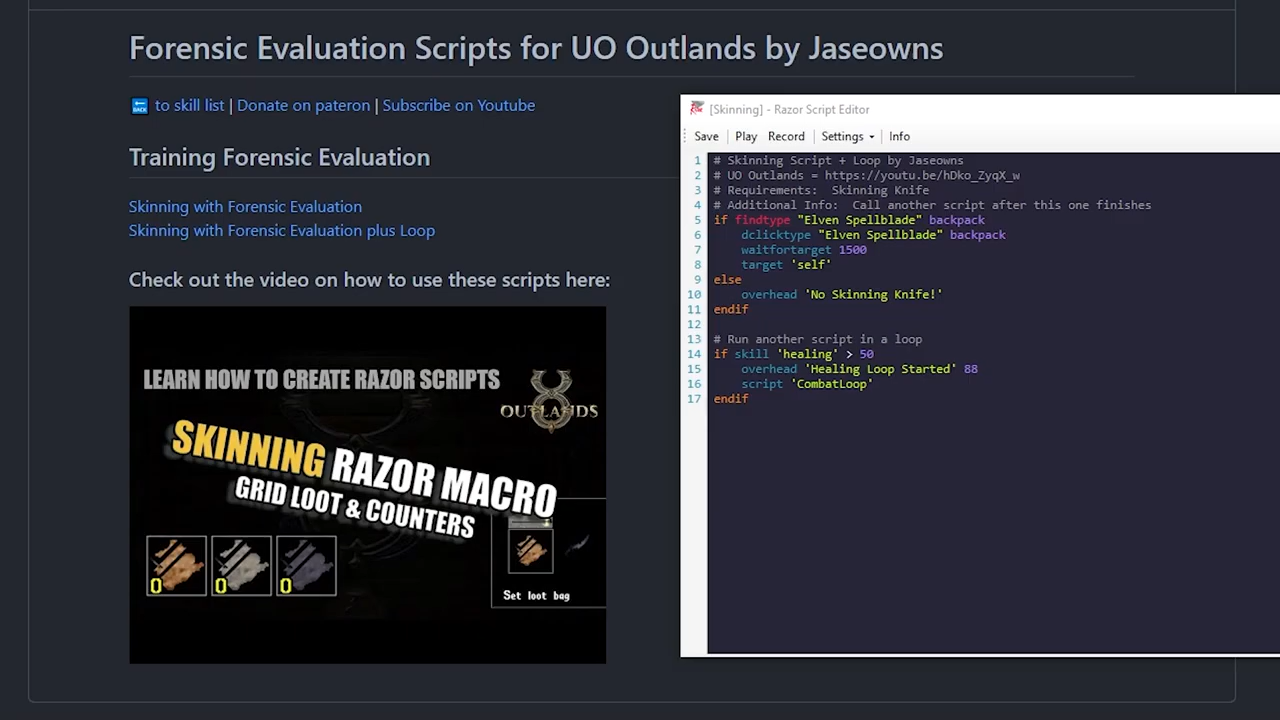 Forensic Evaluation Scripts for UO Outlands by Jaseowns
BACK to skill list | Donate on pateron | Subscribe on Youtube
Training Forensic Evaluation
Skinning with Forensic Evaluation
Skinning with Forensic Evaluation plus Loop
Check out the video on how to use these scripts here:
LEARN HOW TO CREATE RAZOR SCRIPTS
OUTLANDS
SKINNING RAZOR MACRO
GRID LOOT & COUNTERS
0 0 0
Set loot bag
[Skinning] - Razor Script Editor
Save Play Record Settings Info
1 # Skinning Script + Loop by Jaseowns
2 # UO Outlands = https://youtu.be/hDko_ZyqX_w
3 # Requirements:  Skinning Knife
4 # Additional Info:  Call another script after this one finishes
5 if findtype "Elven Spellblade" backpack
6     dclicktype "Elven Spellblade" backpack
7     waitfortarget 1500
8     target 'self'
9 else
10     overhead 'No Skinning Knife!'
11 endif
12
13 # Run another script in a loop
14 if skill 'healing' > 50
15     overhead 'Healing Loop Started' 88
16     script 'CombatLoop'
17 endif